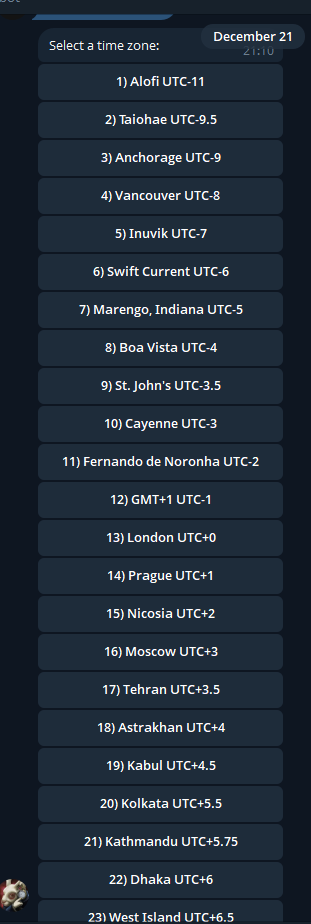 bot
December 21
Select a time zone:
21:10
1) Alofi UTC-11
2) Taiohae UTC-9.5
3) Anchorage UTC-9
4) Vancouver UTC-8
5) Inuvik UTC-7
6) Swift Current UTC-6
7) Marengo, Indiana UTC-5
8) Boa Vista UTC-4
9) St. John's UTC-3.5
10) Cayenne UTC-3
11) Fernando de Noronha UTC-2
12) GMT+1 UTC-1
13) London UTC+0
14) Prague UTC+1
15) Nicosia UTC+2
16) Moscow UTC+3
17) Tehran UTC+3.5
18) Astrakhan UTC+4
19) Kabul UTC+4.5
20) Kolkata UTC+5.5
21) Kathmandu UTC+5.75
22) Dhaka UTC+6
23) West Island UTC+6.5